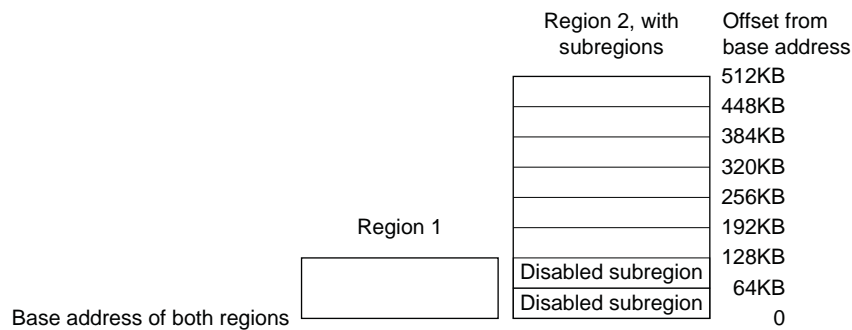 Region 2, with
subregions
Offset from
base address
512KB
448KB
384KB
320KB
256KB
192KB
Region 1
128KB
Disabled subregion
64KB
Disabled subregion
Base address of both regions
0